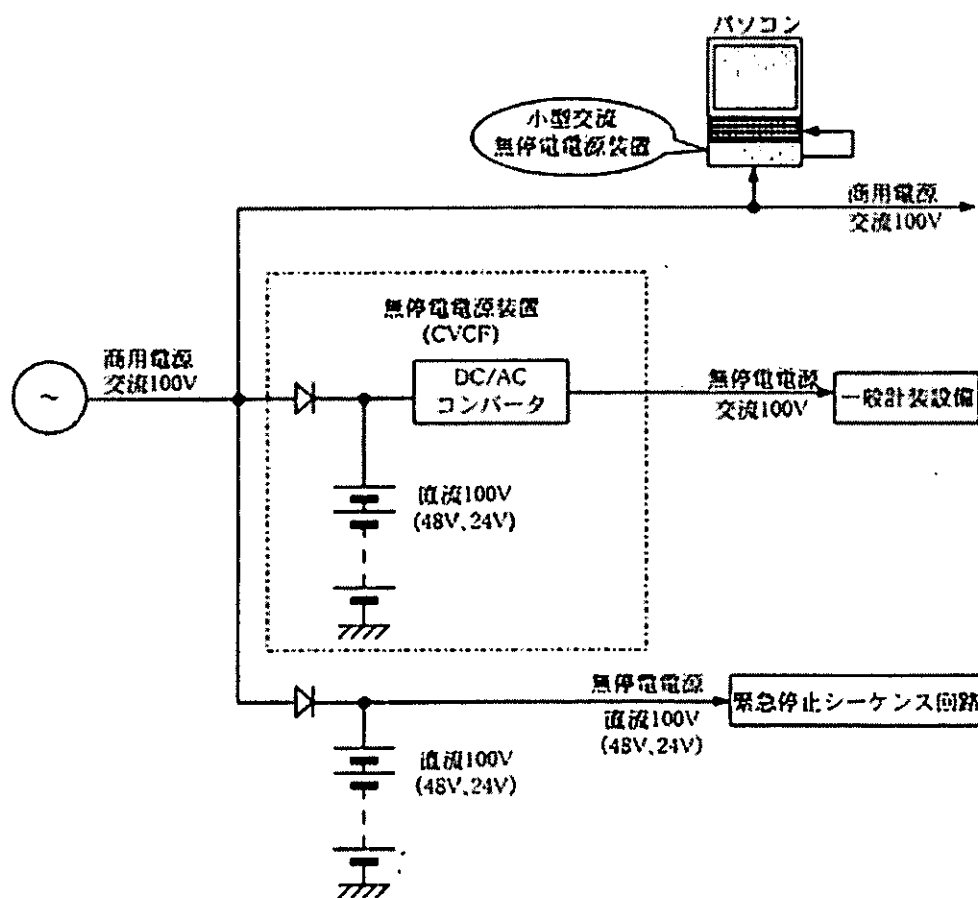 パソコン
小型交流
無停電電源装置
商用電源
交流100V
無停電電源装置
(CVCF)
商用電源
交流100V
~
DC/AC
コンバータ
無停電電源
交流100V
一般計装設備
直流100V
(48V、24V)
無停電電源
直流100V
(48V、24V)
緊急停止シーケンス回路
直流100V
(48V、24V)